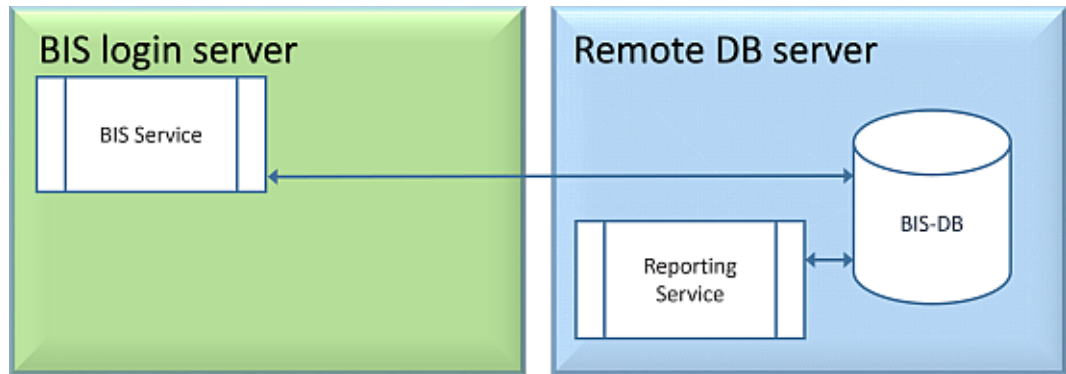 BIS login server
BIS Service
Remote DB server
BIS-DB
Reporting
Service